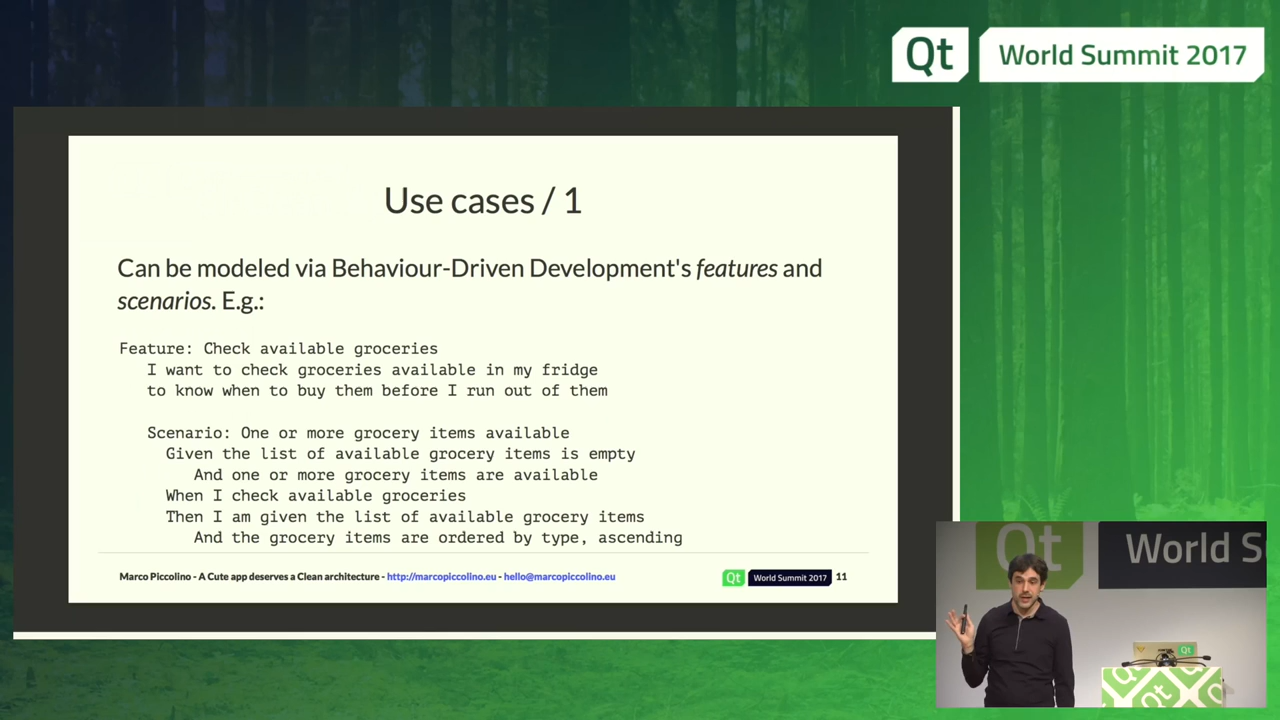 Qt World Summit 2017
Use cases / 1
Can be modeled via Behaviour-Driven Development's features and
scenarios. E.g.:
Feature: Check available groceries
I want to check groceries available in my fridge
to know when to buy them before I run out of them
Scenario: One or more grocery items available
Given the list of available grocery items is empty
And one or more grocery items are available
When I check available groceries
Then I am given the list of available grocery items
And the grocery items are ordered by type, ascending
Marco Piccolino - A Cute app deserves a Clean architecture - http://marcopiccolino.eu - hello@marcopiccolino.eu
Qt World Summit 2017 11
Qt World S
Qt
Qt